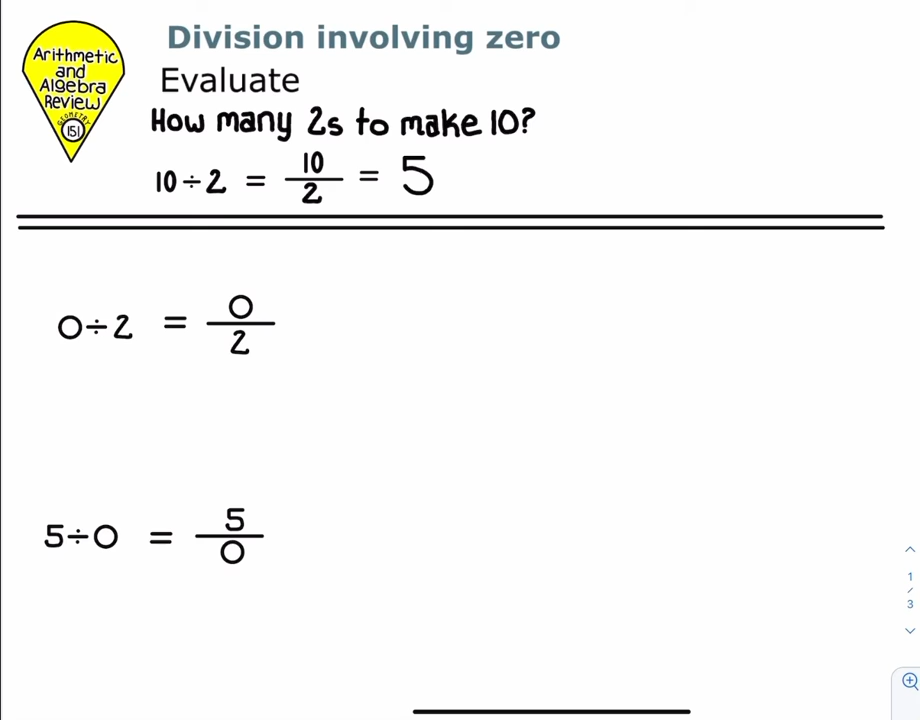 Division involving zero
Arithmetic
and
Algebra
Review
GEOMETRY
151
Evaluate
How many 2s to make 10?
10 ÷ 2 = 10/2 = 5
0 ÷ 2 = 0/2
5 ÷ 0 = 5/0
1
/
3